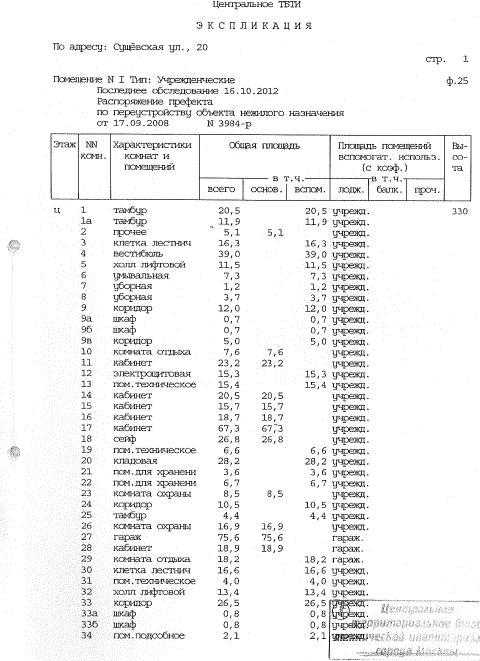 Центральное ТБТИ
ЭКСПЛИКАЦИЯ
По адресу: Сущёвская ул., 20
стр. 1
Помещение N I Тип: Учрежденческие ф.25
Последнее обследование 16.10.2012
Распоряжение префекта
по переустройству объекта нежилого назначения
от 17.09.2008 N 3984-р
Этаж NN Характеристики Общая площадь Площадь помещений Вы-
комн. комнат и вспомогат. использ. со-
помещений (с коэф.) та
в т.ч. в т.ч.
всего основ. вспом. лодж. балк. проч.
Ц 1 тамбур 20,5 20,5 учрежд. 330
1а тамбур 11,9 11,9 учрежд.
2 прочее 5,1 5,1 учрежд.
3 клетка лестнич 16,3 16,3 учрежд.
4 вестибюль 39,0 39,0 учрежд.
5 холл лифтовой 11,5 11,5 учрежд.
6 умывальная 7,3 7,3 учрежд.
7 уборная 1,2 1,2 учрежд.
8 уборная 3,7 3,7 учрежд.
9 коридор 12,0 12,0 учрежд.
9а шкаф 0,7 0,7 учрежд.
9б шкаф 0,7 0,7 учрежд.
9в коридор 5,0 5,0 учрежд.
10 комната отдыха 7,6 7,6 учрежд.
11 кабинет 23,2 23,2 учрежд.
12 электрощитовая 15,3 15,3 учрежд.
13 пом.техническое 15,4 15,4 учрежд.
14 кабинет 20,5 20,5 учрежд.
15 кабинет 15,7 15,7 учрежд.
16 кабинет 18,7 18,7 учрежд.
17 кабинет 67,3 67,3 учрежд.
18 сейф 26,8 26,8 учрежд.
19 пом.техническое 6,6 6,6 учрежд.
20 кладовая 28,2 28,2 учрежд.
21 пом.для хранени 3,6 3,6 учрежд.
22 пом.для хранени 6,7 6,7 учрежд.
23 комната охраны 8,5 8,5 учрежд.
24 коридор 10,5 10,5 учрежд.
25 тамбур 4,4 4,4 учрежд.
26 комната охраны 16,9 16,9 учрежд.
27 гараж 75,6 75,6 гараж.
28 кабинет 18,9 18,9 гараж.
29 комната отдыха 18,2 18,2 гараж.
30 клетка лестнич 16,6 16,6 учрежд.
31 пом.техническое 4,0 4,0 учрежд.
32 холл лифтовой 13,4 13,4 учрежд.
33 коридор 26,5 26,5 учрежд.
33а шкаф 0,8 0,8 учрежд.
33б шкаф 0,8 0,8 учрежд.
34 пом.подсобное 2,1 2,1
Центральное
территориальное бюро
технической инвентаризации
города Москвы